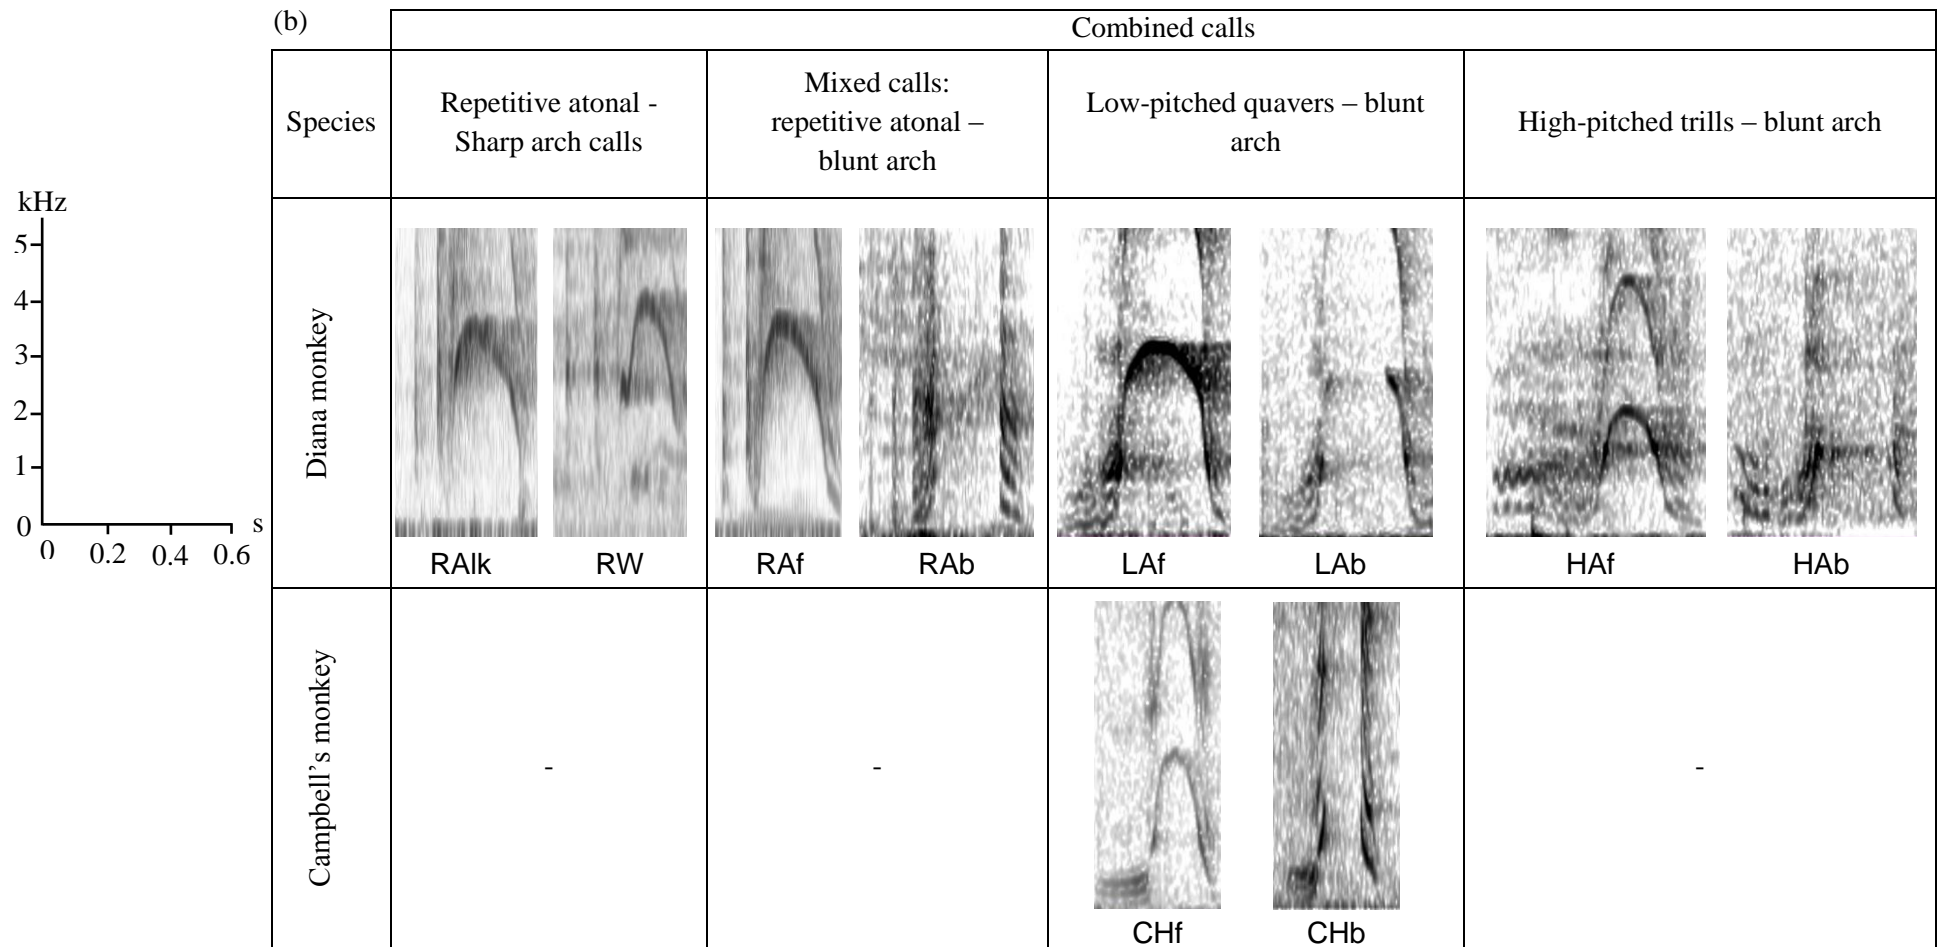 (b)
Combined calls
Species
Repetitive atonal -
Sharp arch calls
Mixed calls:
repetitive atonal –
blunt arch
Low-pitched quavers – blunt
arch
High-pitched trills – blunt arch
kHz
5
4
3
2
1
0
s
0 0.2 0.4 0.6
Diana monkey
RAlk RW RAf RAb LAf LAb HAf HAb
Campbell's monkey
- - -
CHf CHb